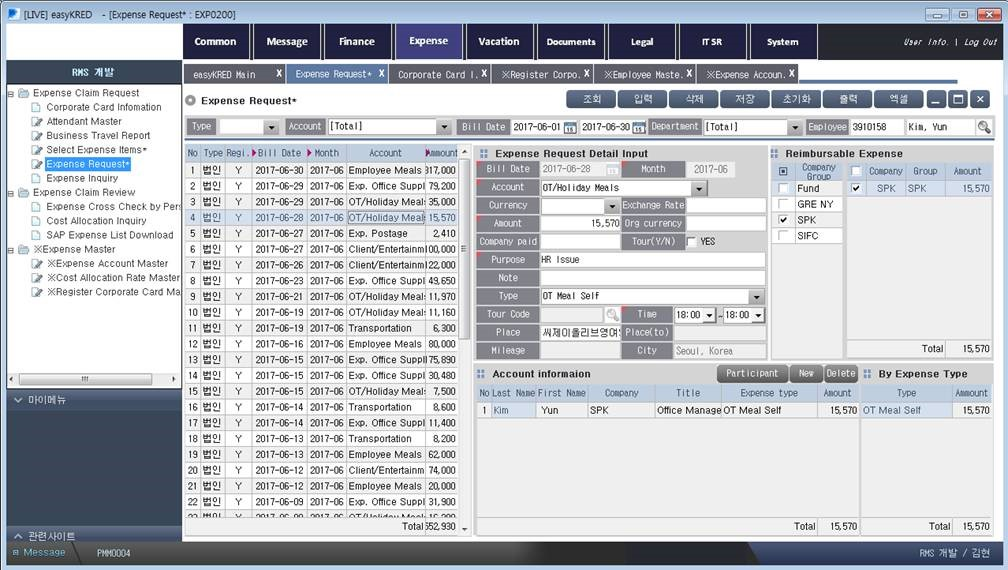 [LIVE] easyKRED   - [Expense Request* : EXP0200]
Common Message Finance Expense Vacation Documents Legal IT SR System
User Info. | Log Out
RMS 개발
easyKRED Main X Expense Request* X Corporate Card I. X ※Register Corpo. X ※Employee Maste. X ※Expense Accoun. X
Expense Claim Request
Corporate Card Infomation
Attendant Master
Business Travel Report
Select Expense Items*
Expense Request*
Expense Inquiry
Expense Claim Review
Expense Cross Check by Pers
Cost Allocation Inquiry
SAP Expense List Download
※Expense Master
※Expense Account Master
※Cost Allocation Rate Master
※Register Corporate Card Ma
마이메뉴
관련사이트
Expense Request*
조회 입력 삭제 저장 초기화 출력 엑셀
Type Account [Total] Bill Date 2017-06-01 2017-06-30 Department [Total] Employee 3910158 Kim, Yun
No Type Regi. Bill Date Month Account Ammount
1 법인 Y 2017-06-30 2017-06 Employee Meals 317,000
2 법인 Y 2017-06-29 2017-06 Exp. Office Suppl 79,200
3 법인 Y 2017-06-29 2017-06 OT/Holiday Meals 35,000
4 법인 Y 2017-06-28 2017-06 OT/Holiday Meals 15,570
5 법인 Y 2017-06-27 2017-06 Exp. Postage 2,410
6 법인 Y 2017-06-27 2017-06 Client/Entertainm 100,000
7 법인 Y 2017-06-26 2017-06 Client/Entertainm 122,000
8 법인 Y 2017-06-23 2017-06 Exp. Office Suppl 49,650
9 법인 Y 2017-06-21 2017-06 OT/Holiday Meals 11,970
10 법인 Y 2017-06-19 2017-06 OT/Holiday Meals 11,160
11 법인 Y 2017-06-19 2017-06 Transportation 6,300
12 법인 Y 2017-06-16 2017-06 Employee Meals 80,000
13 법인 Y 2017-06-15 2017-06 Exp. Office Suppl 75,890
14 법인 Y 2017-06-15 2017-06 Exp. Office Suppl 30,480
15 법인 Y 2017-06-15 2017-06 OT/Holiday Meals 7,500
16 법인 Y 2017-06-14 2017-06 Transportation 8,600
17 법인 Y 2017-06-14 2017-06 Exp. Office Suppl 11,400
18 법인 Y 2017-06-13 2017-06 Transportation 8,200
19 법인 Y 2017-06-13 2017-06 Employee Meals 62,000
20 법인 Y 2017-06-12 2017-06 Client/Entertainm 74,000
21 법인 Y 2017-06-12 2017-06 Employee Meals 20,000
22 법인 Y 2017-06-09 2017-06 Exp. Office Suppl 31,900
Total 552,930
Expense Request Detail Input
Bill Date 2017-06-28 Month 2017-06
Account OT/Holiday Meals
Currency Exchange Rate
Amount 15,570 Org currency
Company paid Tour(Y/N) YES
Purpose HR Issue
Note
Type OT Meal Self
Tour Code Time 18:00 ~ 18:00
Place 씨제이올리브영여 Place(to)
Mileage City Seoul, Korea
Reimbursable Expense
Company Group
Fund
GRE NY
SPK
SIFC
Company Group Amount
SPK SPK 15,570
Total 15,570
Account informaion
Participant New Delete
No Last Name First Name Company Title Expense type Amount
1 Kim Yun SPK Office Manage OT Meal Self 15,570
Total 15,570
By Expense Type
Type Ammount
OT Meal Self 15,570
Total 15,570
Message PMM0004
RMS 개발 / 김현